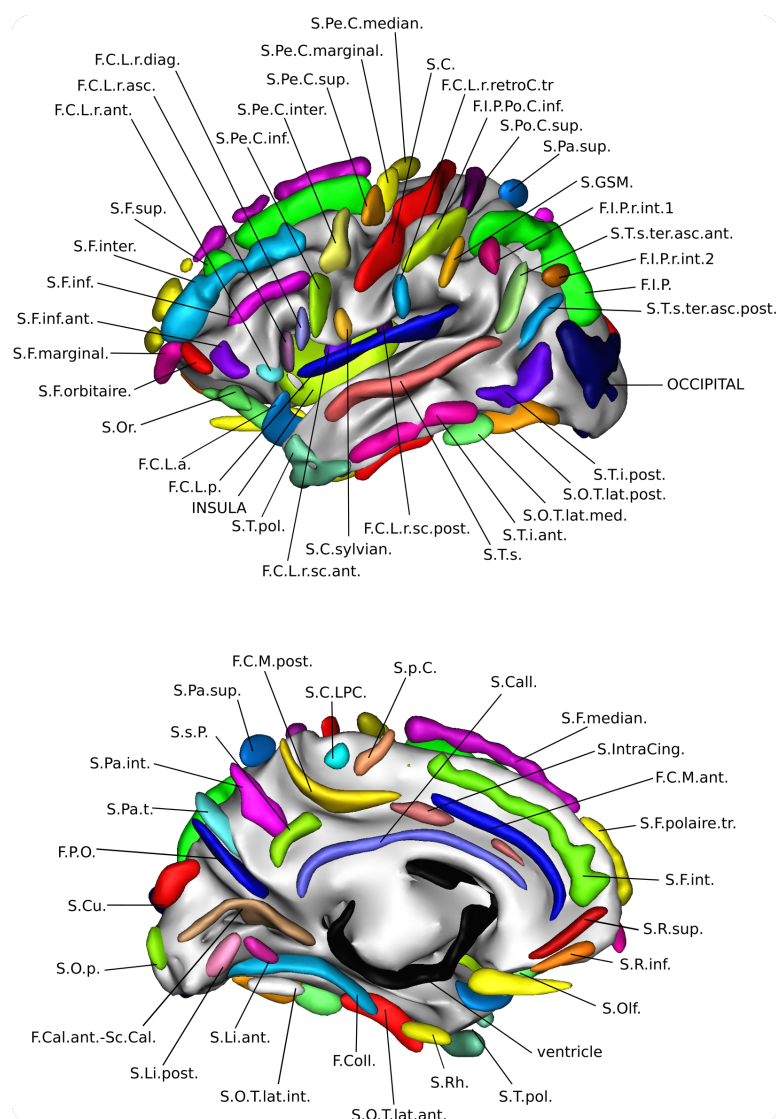 S.Pe.C.median.
S.Pe.C.marginal.
F.C.L.r.diag.
S.C.
S.Pe.C.sup.
F.C.L.r.asc.
F.C.L.r.retroC.tr
F.C.L.r.ant.
S.Pe.C.inter.
F.I.P.Po.C.inf.
S.Po.C.sup.
S.Pe.C.inf.
S.Pa.sup.
S.GSM.
S.F.sup.
F.I.P.r.int.1
S.T.s.ter.asc.ant.
S.F.inter.
F.I.P.r.int.2
S.F.inf.
F.I.P.
S.T.s.ter.asc.post.
S.F.inf.ant.
S.F.marginal.
OCCIPITAL
S.F.orbitaire.
S.Or.
F.C.L.a.
S.T.i.post.
F.C.L.p.
S.O.T.lat.post.
INSULA
S.O.T.lat.med.
S.T.pol.
F.C.L.r.sc.post.
S.T.i.ant.
S.C.sylvian.
S.T.s.
F.C.L.r.sc.ant.
F.C.M.post.
S.p.C.
S.Call.
S.Pa.sup.
S.C.LPC.
S.F.median.
S.s.P.
S.IntraCing.
S.Pa.int.
F.C.M.ant.
S.Pa.t.
S.F.polaire.tr.
F.P.O.
S.F.int.
S.Cu.
S.R.sup.
S.R.inf.
S.O.p.
S.Olf.
F.Cal.ant.-Sc.Cal.
S.Li.ant.
ventricle
F.Coll.
S.Li.post.
S.Rh.
S.O.T.lat.int.
S.T.pol.
S.O.T.lat.ant.